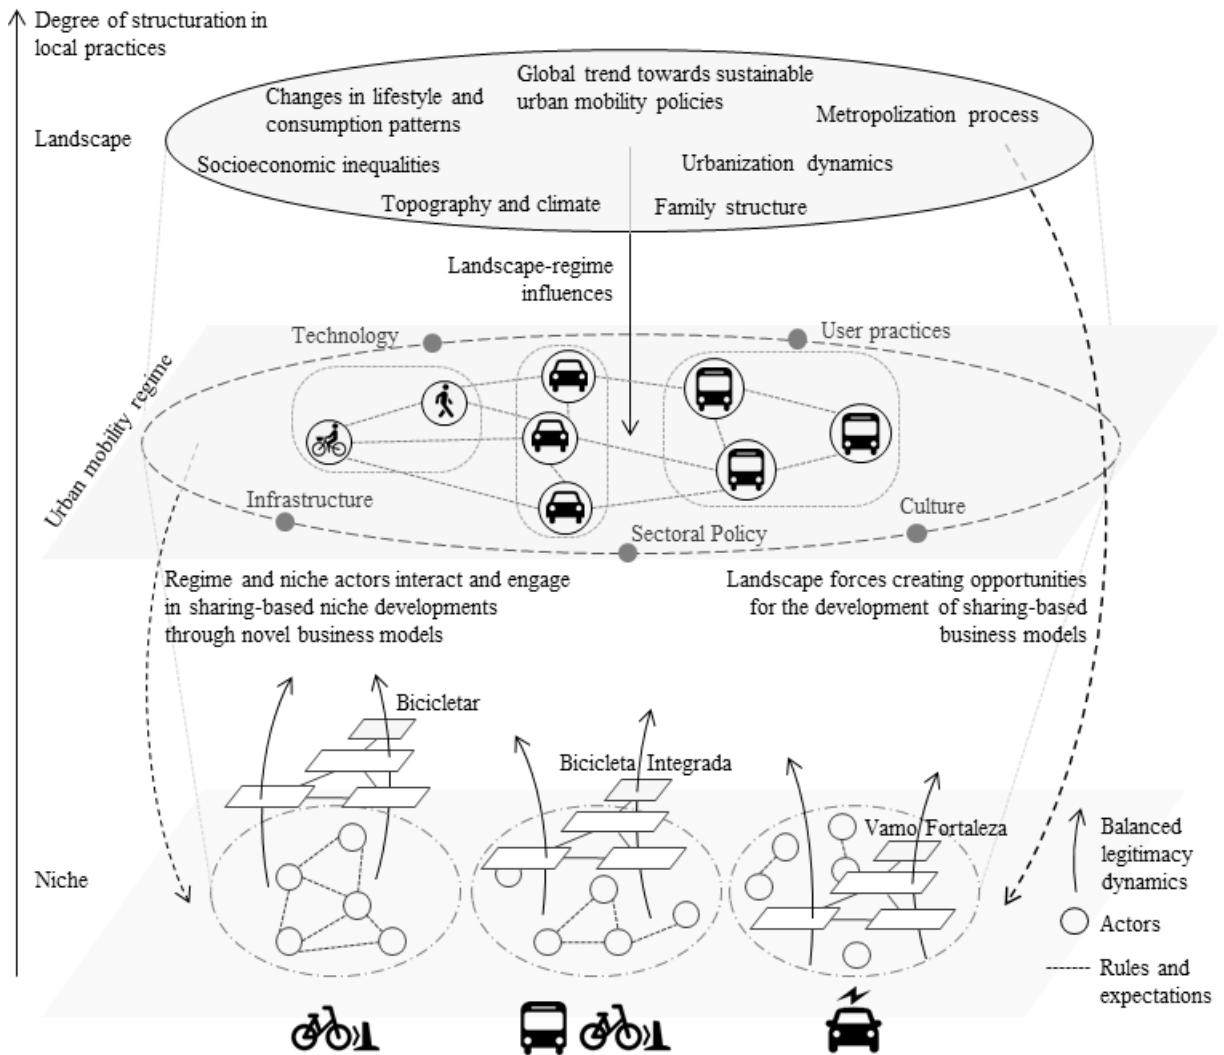 Degree of structuration in
local practices
Landscape
Global trend towards sustainable
urban mobility policies
Changes in lifestyle and
consumption patterns
Metropolization process
Socioeconomic inequalities
Urbanization dynamics
Topography and climate
Family structure
Landscape-regime
influences
Urban mobility regime
Technology
User practices
Infrastructure
Culture
Sectoral Policy
Regime and niche actors interact and engage
in sharing-based niche developments
through novel business models
Landscape forces creating opportunities
for the development of sharing-based
business models
Bicicletar
Bicicleta Integrada
Vamo Fortaleza
Niche
Balanced
legitimacy
dynamics
Actors
Rules and
expectations